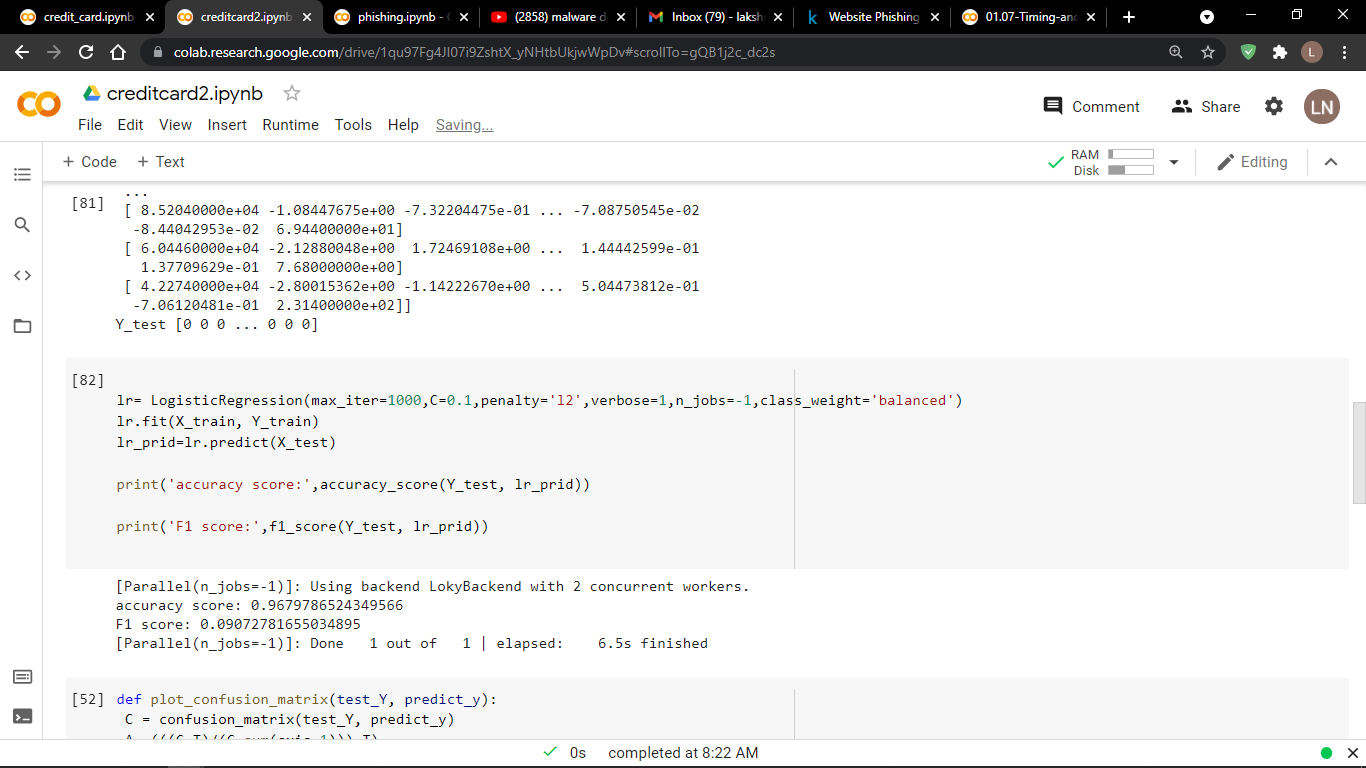 credit_card.ipynb
creditcard2.ipynb
phishing.ipynb - C
(2858) malware d
Inbox (79) - laksh
k Website Phishing
01.07-Timing-an
colab.research.google.com/drive/1qu97Fg4Jl07i9ZshtX_yNHtbUkjwWpDv#scrollTo=gQB1j2c_dc2s
L
creditcard2.ipynb
Comment
Share
LN
File Edit View Insert Runtime Tools Help Saving...
+ Code + Text
RAM
Disk
Editing
...
[81] [ 8.52040000e+04 -1.08447675e+00 -7.32204475e-01 ... -7.08750545e-02
-8.44042953e-02 6.94400000e+01]
[ 6.04460000e+04 -2.12880048e+00 1.72469108e+00 ... 1.44442599e-01
1.37709629e-01 7.68000000e+00]
[ 4.22740000e+04 -2.80015362e+00 -1.14222670e+00 ... 5.04473812e-01
-7.06120481e-01 2.31400000e+02]]
Y_test [0 0 0 ... 0 0 0]
[82]
lr= LogisticRegression(max_iter=1000,C=0.1,penalty='l2',verbose=1,n_jobs=-1,class_weight='balanced')
lr.fit(X_train, Y_train)
lr_prid=lr.predict(X_test)
print('accuracy score:',accuracy_score(Y_test, lr_prid))
print('F1 score:',f1_score(Y_test, lr_prid))
[Parallel(n_jobs=-1)]: Using backend LokyBackend with 2 concurrent workers.
accuracy score: 0.9679786524349566
F1 score: 0.09072781655034895
[Parallel(n_jobs=-1)]: Done 1 out of 1 | elapsed: 6.5s finished
[52] def plot_confusion_matrix(test_Y, predict_y):
C = confusion_matrix(test_Y, predict_y)
0s completed at 8:22 AM